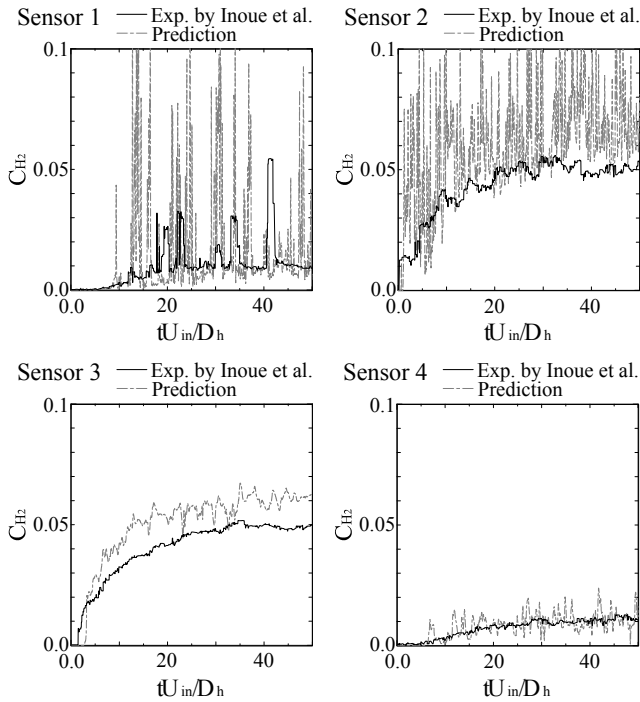 Sensor 1
Exp. by Inoue et al.
Prediction
0.1
0.05
0.0
C_H2
0.0 20 40
tU_in/D_h
Sensor 2
Exp. by Inoue et al.
Prediction
0.1
0.05
0.0
C_H2
0.0 20 40
tU_in/D_h
Sensor 3
Exp. by Inoue et al.
Prediction
0.1
0.05
0.0
C_H2
0.0 20 40
tU_in/D_h
Sensor 4
Exp. by Inoue et al.
Prediction
0.1
0.05
0.0
C_H2
0.0 20 40
tU_in/D_h